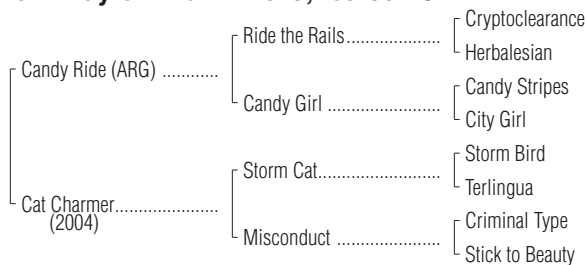 Cryptoclearance
Ride the Rails....................
Herbalesian
Candy Ride (ARG) ............
Candy Stripes
Candy Girl ........................
City Girl
Storm Bird
Storm Cat..........................
Terlingua
Cat Charmer......................
(2004)
Criminal Type
Misconduct ......................
Stick to Beauty